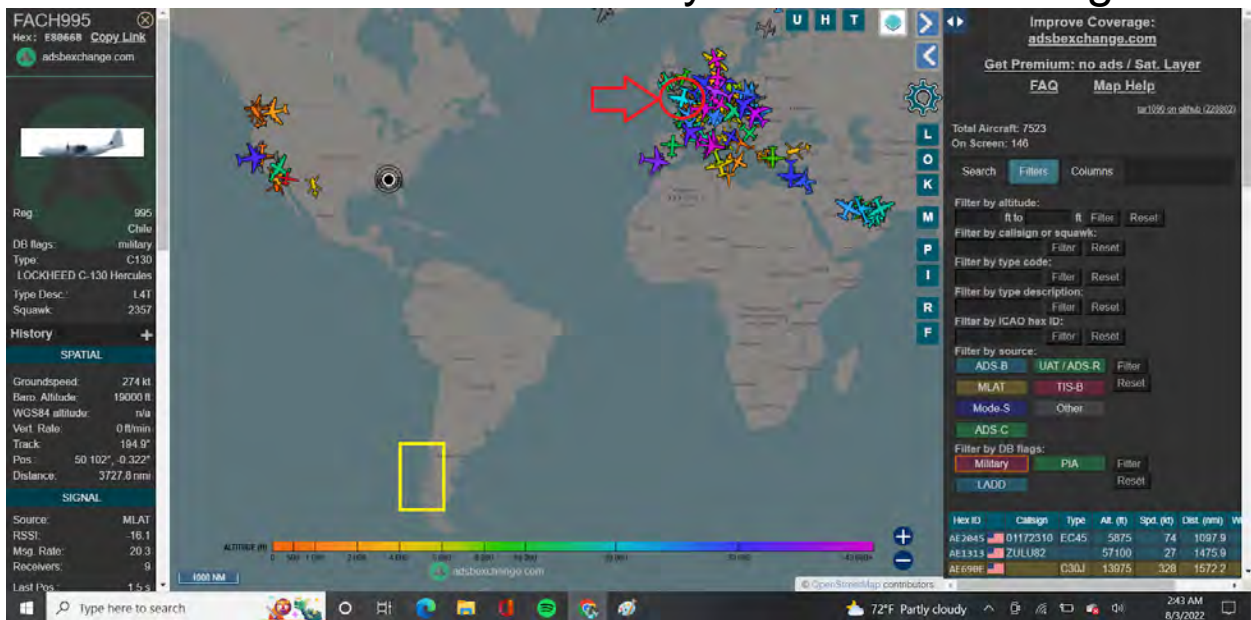 FACH995
Hex: E80668 Copy Link
adsbexchange.com
Reg.: 995
Chile
DB flags: military
Type: C130
LOCKHEED C-130 Hercules
Type Desc.: L4T
Squawk: 2357
History +
SPATIAL
Groundspeed: 274 kt
Baro. Altitude: 19000 ft
WGS84 altitude: n/a
Vert. Rate: 0 ft/min
Track: 194.9°
Pos.: 50.102°, -0.322°
Distance: 3727.8 nmi
SIGNAL
Source: MLAT
RSSI: -16.1
Msg. Rate: 20.3
Receivers: 9
Last Pos.: 1.5 s
U H T
L
O
K
M
P
I
R
F
ALTITUDE (ft)
adsbexchange.com
1000 NM
© OpenStreetMap contributors.
Improve Coverage:
adsbexchange.com
Get Premium: no ads / Sat. Layer
FAQ Map Help
Total Aircraft: 7523
On Screen: 146
Search Filters Columns
Filter by altitude:
ft to ft Filter Reset
Filter by callsign or squawk:
Filter Reset
Filter by type code:
Filter Reset
Filter by type description:
Filter Reset
Filter by ICAO hex ID:
Filter Reset
Filter by source:
ADS-B UAT / ADS-R Filter
MLAT TIS-B Reset
Mode-S Other
ADS-C
Filter by DB flags:
Military PIA Filter
LADD Reset
Hex ID Callsign Type Alt. (ft) Spd. (kt) Dist. (nmi)
AE2045 01172310 EC45 5875 74 1097.9
AE1313 ZULU82 57100 27 1475.9
AE69BE C30J 13975 328 1572.2
Type here to search
72°F Partly cloudy
2:43 AM
8/3/2022